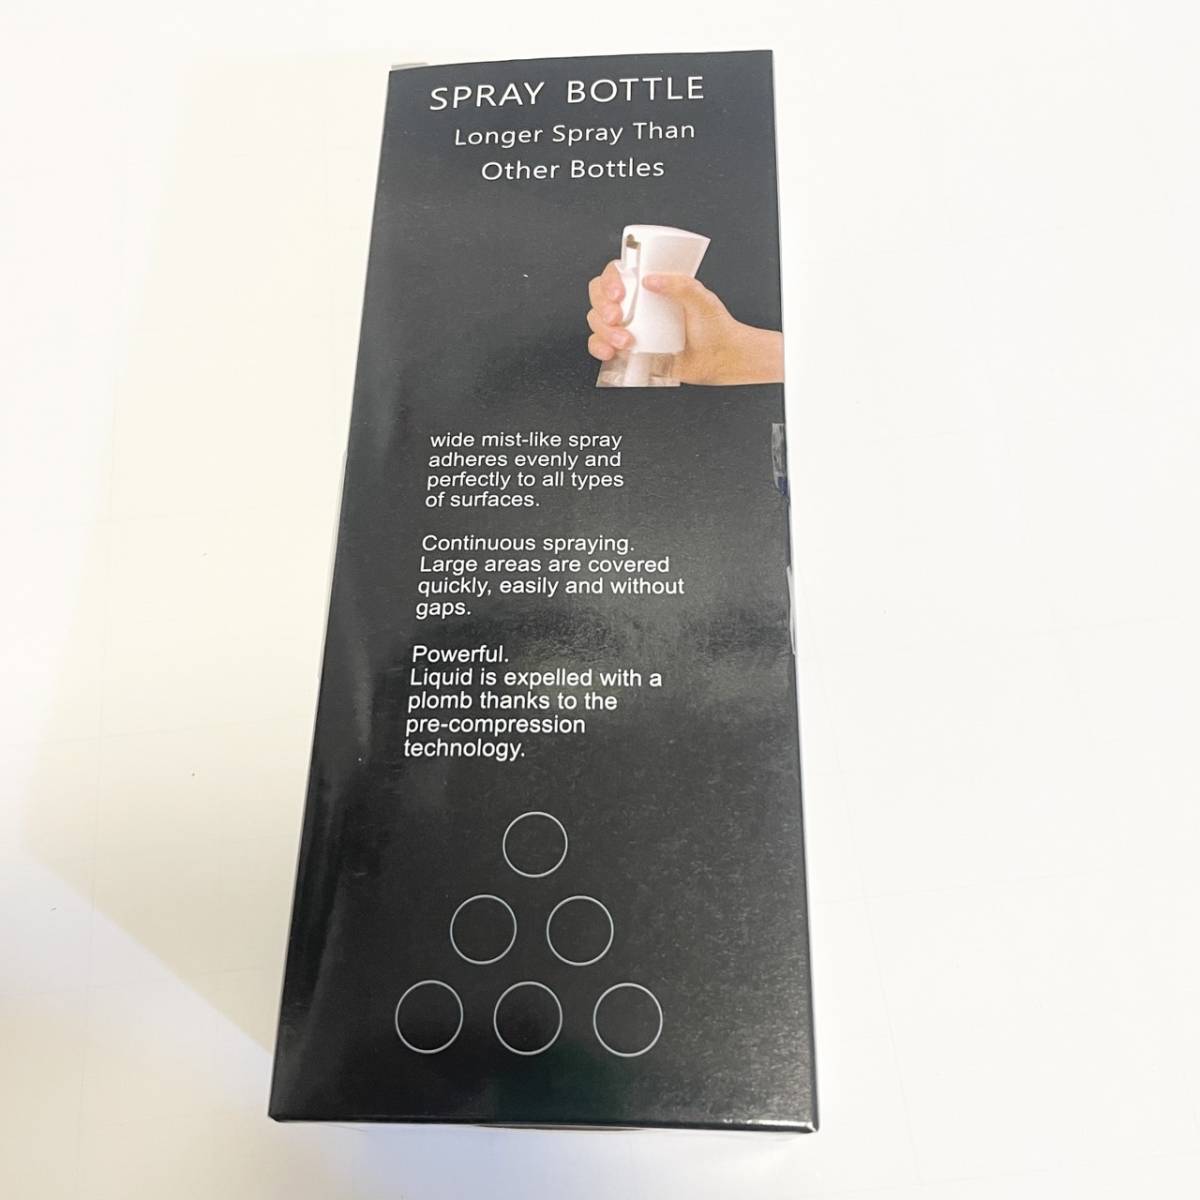 SPRAY BOTTLE
Longer Spray Than
Other Bottles
wide mist-like spray
adheres evenly and
perfectly to all types
of surfaces.
Continuous spraying.
Large areas are covered
quickly, easily and without
gaps.
Powerful.
Liquid is expelled with a
plomb thanks to the
pre-compression
technology.